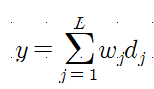 y = \sum_{j=1}^{L} w_j d_j